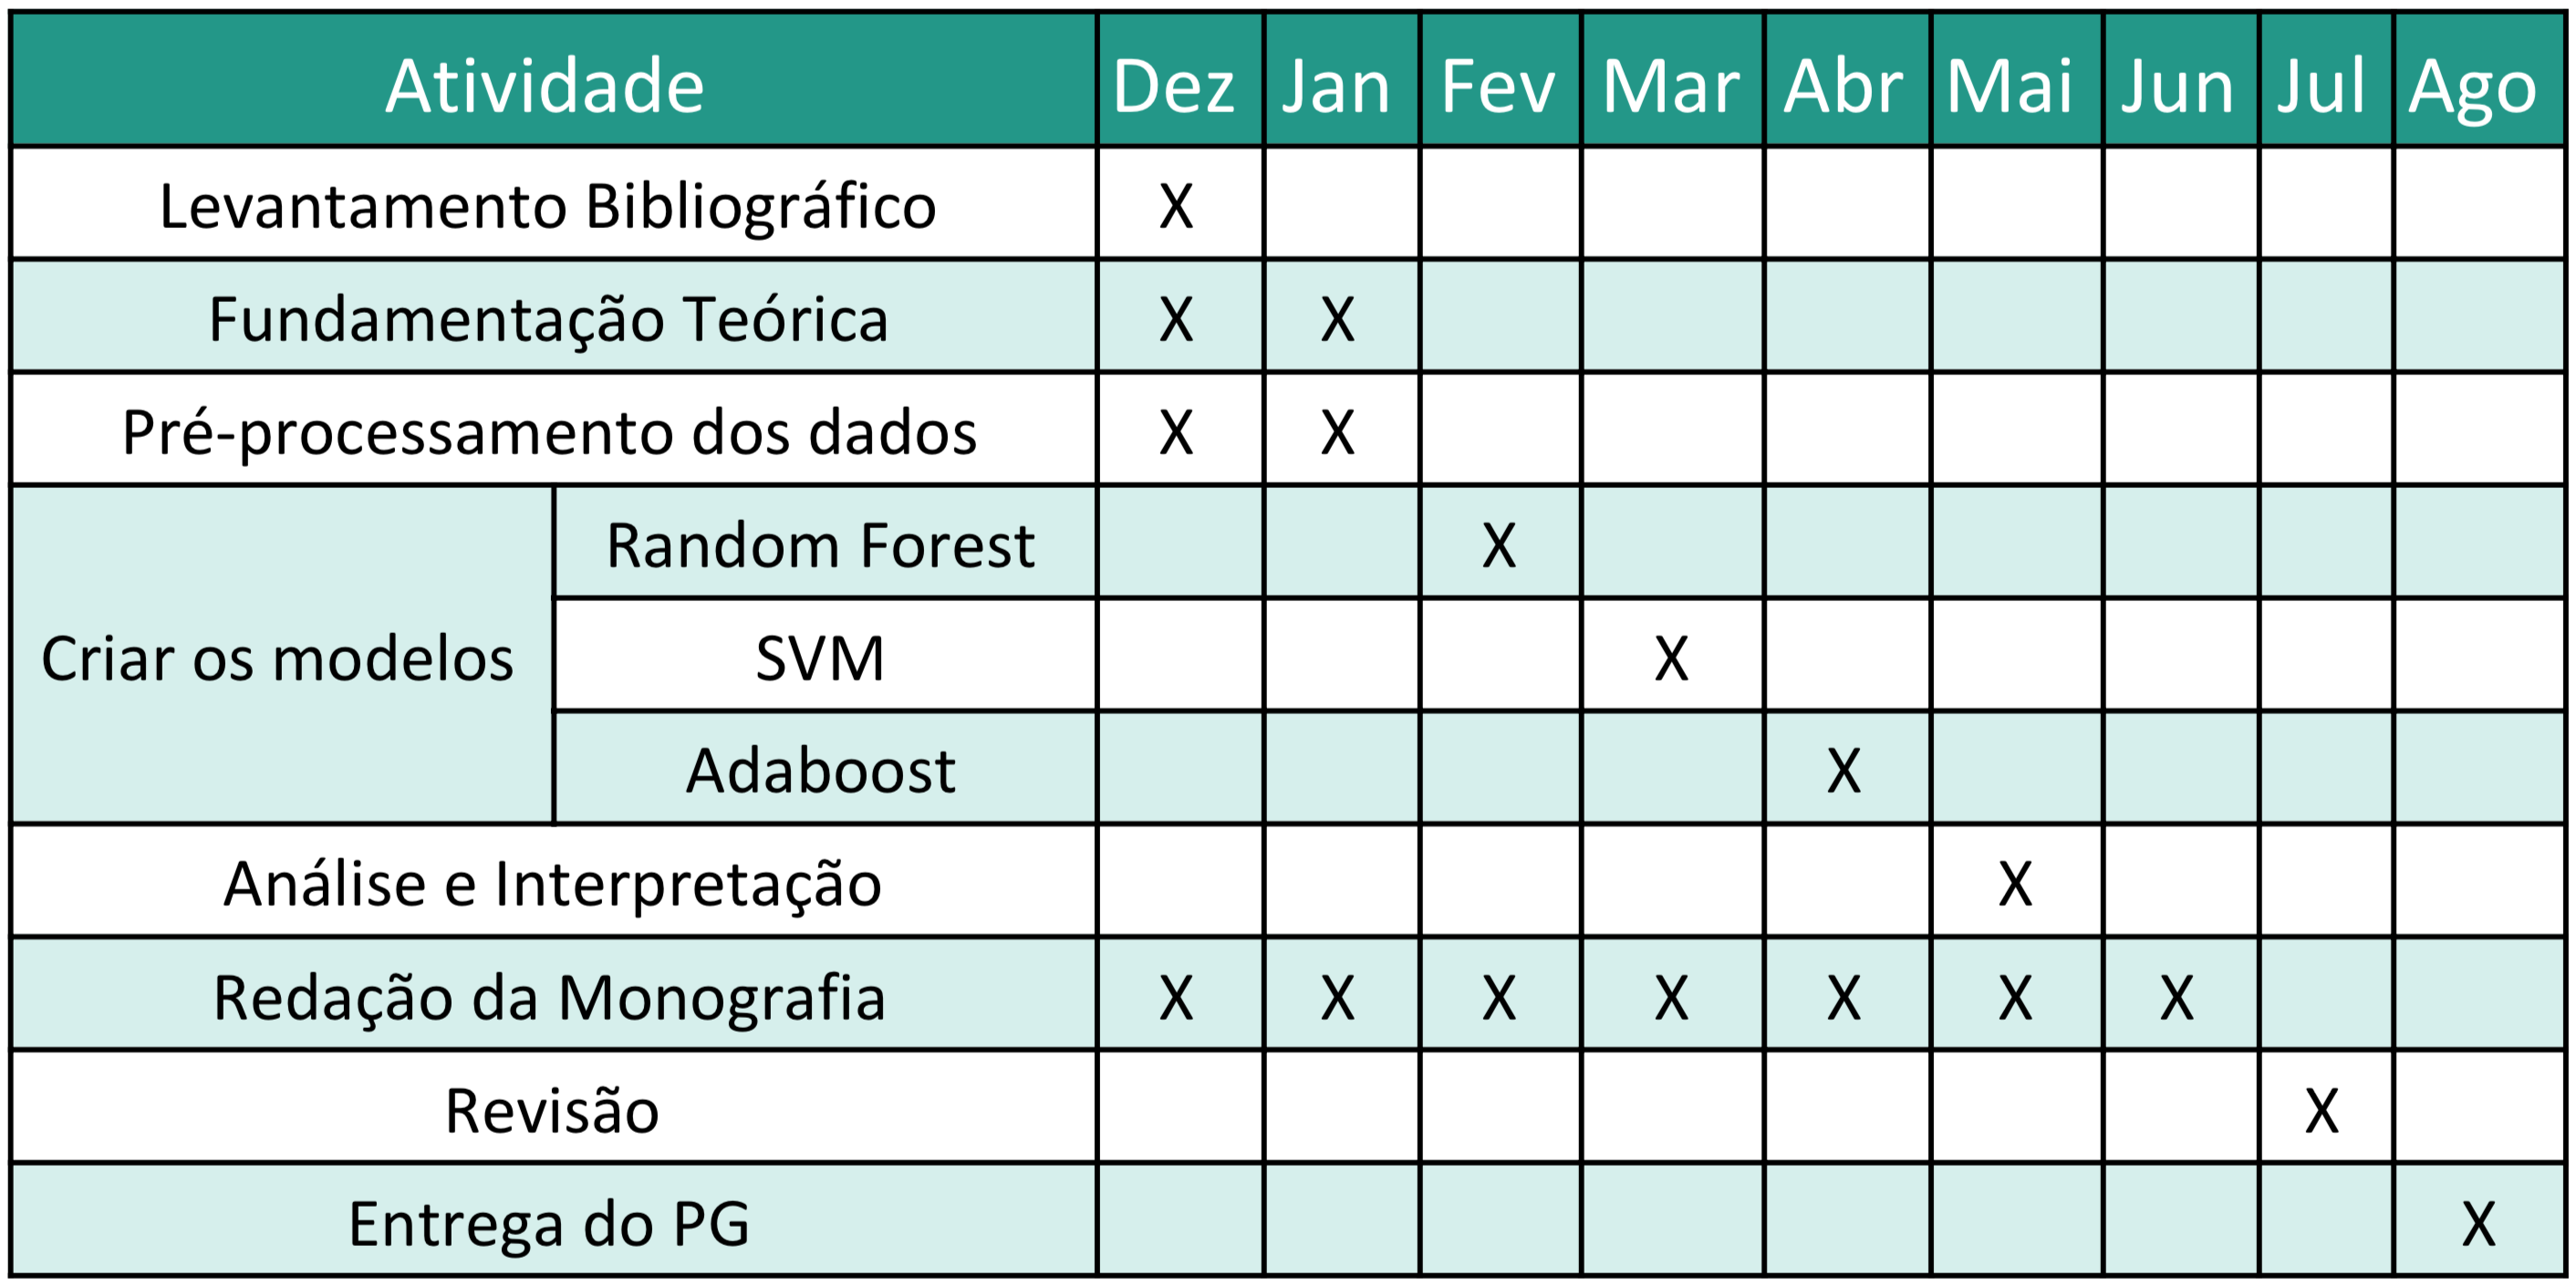 Atividade Dez Jan Fev Mar Abr Mai Jun Jul Ago
Levantamento Bibliográfico X
Fundamentação Teórica X X
Pré-processamento dos dados X X
Criar os modelos
Random Forest X
SVM X
Adaboost X
Análise e Interpretação X
Redação da Monografia X X X X X X X
Revisão X
Entrega do PG X